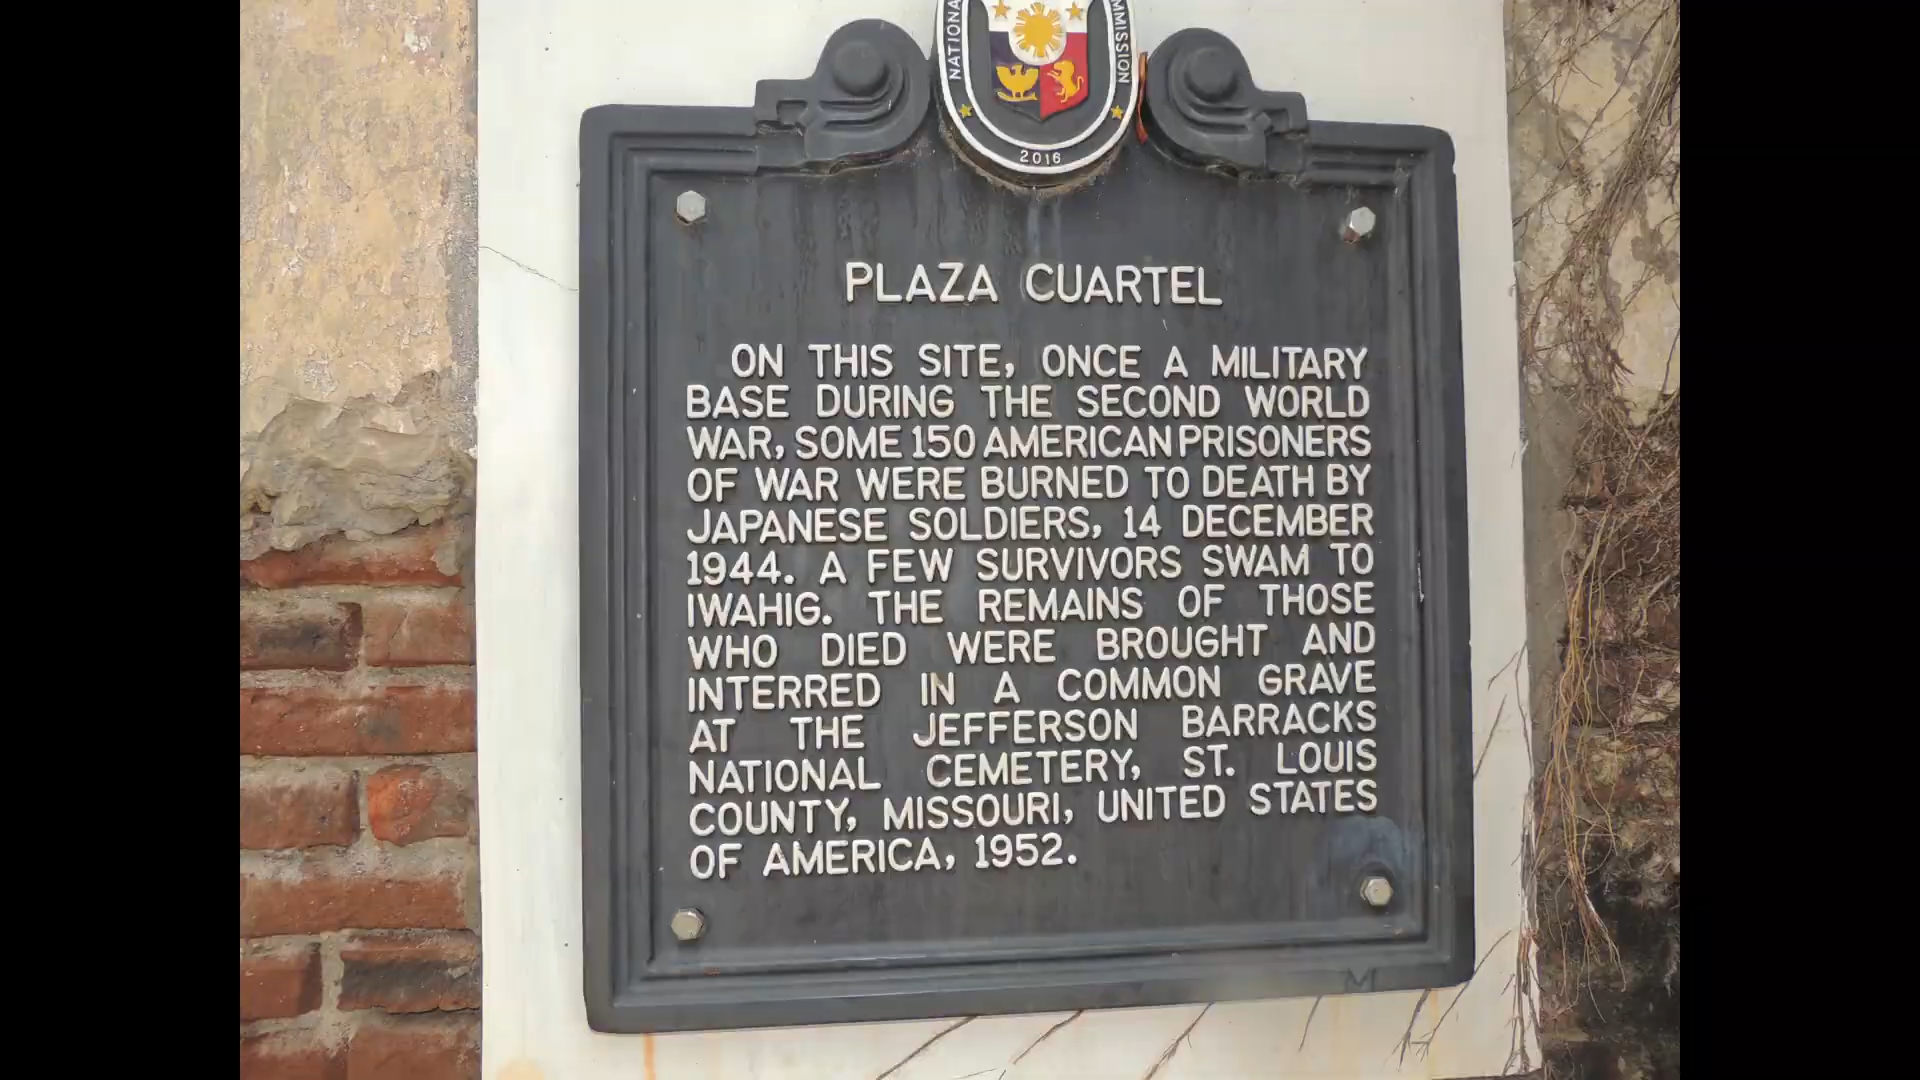 NATIONA
MMISSION
2016
PLAZA CUARTEL
ON THIS SITE, ONCE A MILITARY
BASE DURING THE SECOND WORLD
WAR, SOME 150 AMERICAN PRISONERS
OF WAR WERE BURNED TO DEATH BY
JAPANESE SOLDIERS, 14 DECEMBER
1944. A FEW SURVIVORS SWAM TO
IWAHIG. THE REMAINS OF THOSE
WHO DIED WERE BROUGHT AND
INTERRED IN A COMMON GRAVE
AT THE JEFFERSON BARRACKS
NATIONAL CEMETERY, ST. LOUIS
COUNTY, MISSOURI, UNITED STATES
OF AMERICA, 1952.